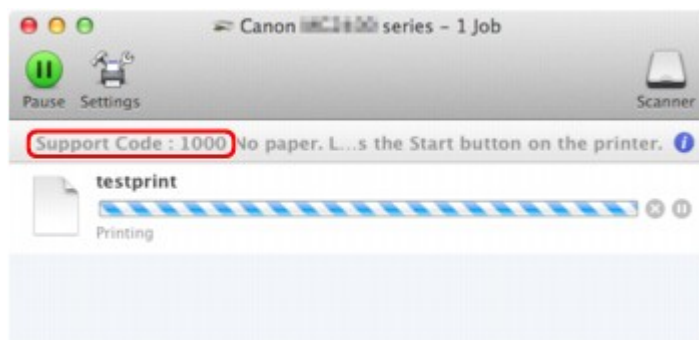 Canon series – 1 Job
Pause Settings Scanner
Support Code : 1000 No paper. L...s the Start button on the printer.
testprint
Printing